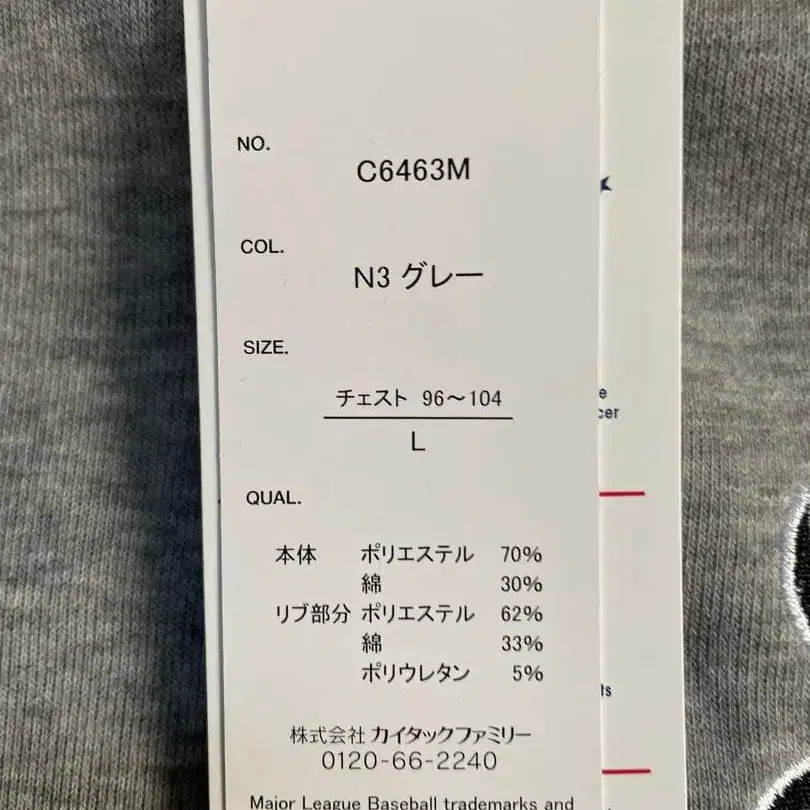 NO.
C6463M
COL.
N3 グレー
SIZE.
チェスト 96～104
L
QUAL.
本体 ポリエステル 70%
綿 30%
リブ部分 ポリエステル 62%
綿 33%
ポリウレタン 5%
株式会社 カイタックファミリー
0120-66-2240
Major League Baseball trademarks and